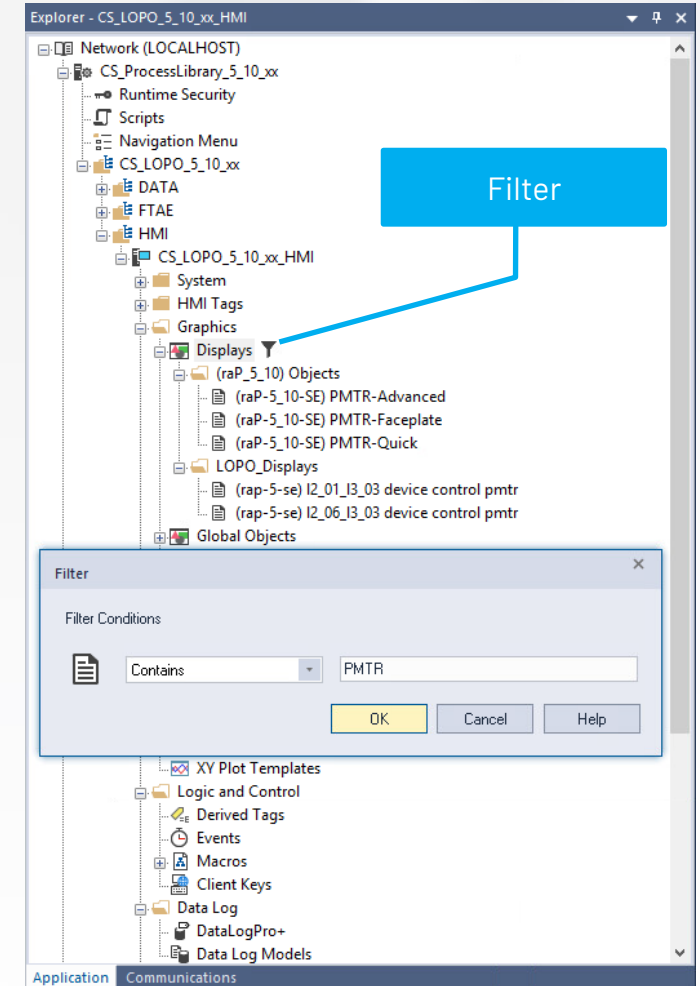 Explorer - CS_LOPO_5_10_xx_HMI
Network (LOCALHOST)
CS_ProcessLibrary_5_10_xx
Runtime Security
Scripts
Navigation Menu
CS_LOPO_5_10_xx
DATA
Filter
FTAE
HMI
CS_LOPO_5_10_xx_HMI
System
HMI Tags
Graphics
Displays
(raP_5_10) Objects
(raP-5_10-SE) PMTR-Advanced
(raP-5_10-SE) PMTR-Faceplate
(raP-5_10-SE) PMTR-Quick
LOPO_Displays
(rap-5-se) l2_01_l3_03 device control pmtr
(rap-5-se) l2_06_l3_03 device control pmtr
Global Objects
Filter
Filter Conditions
Contains PMTR
OK Cancel Help
XY Plot Templates
Logic and Control
Derived Tags
Events
Macros
Client Keys
Data Log
DataLogPro+
Data Log Models
Application Communications